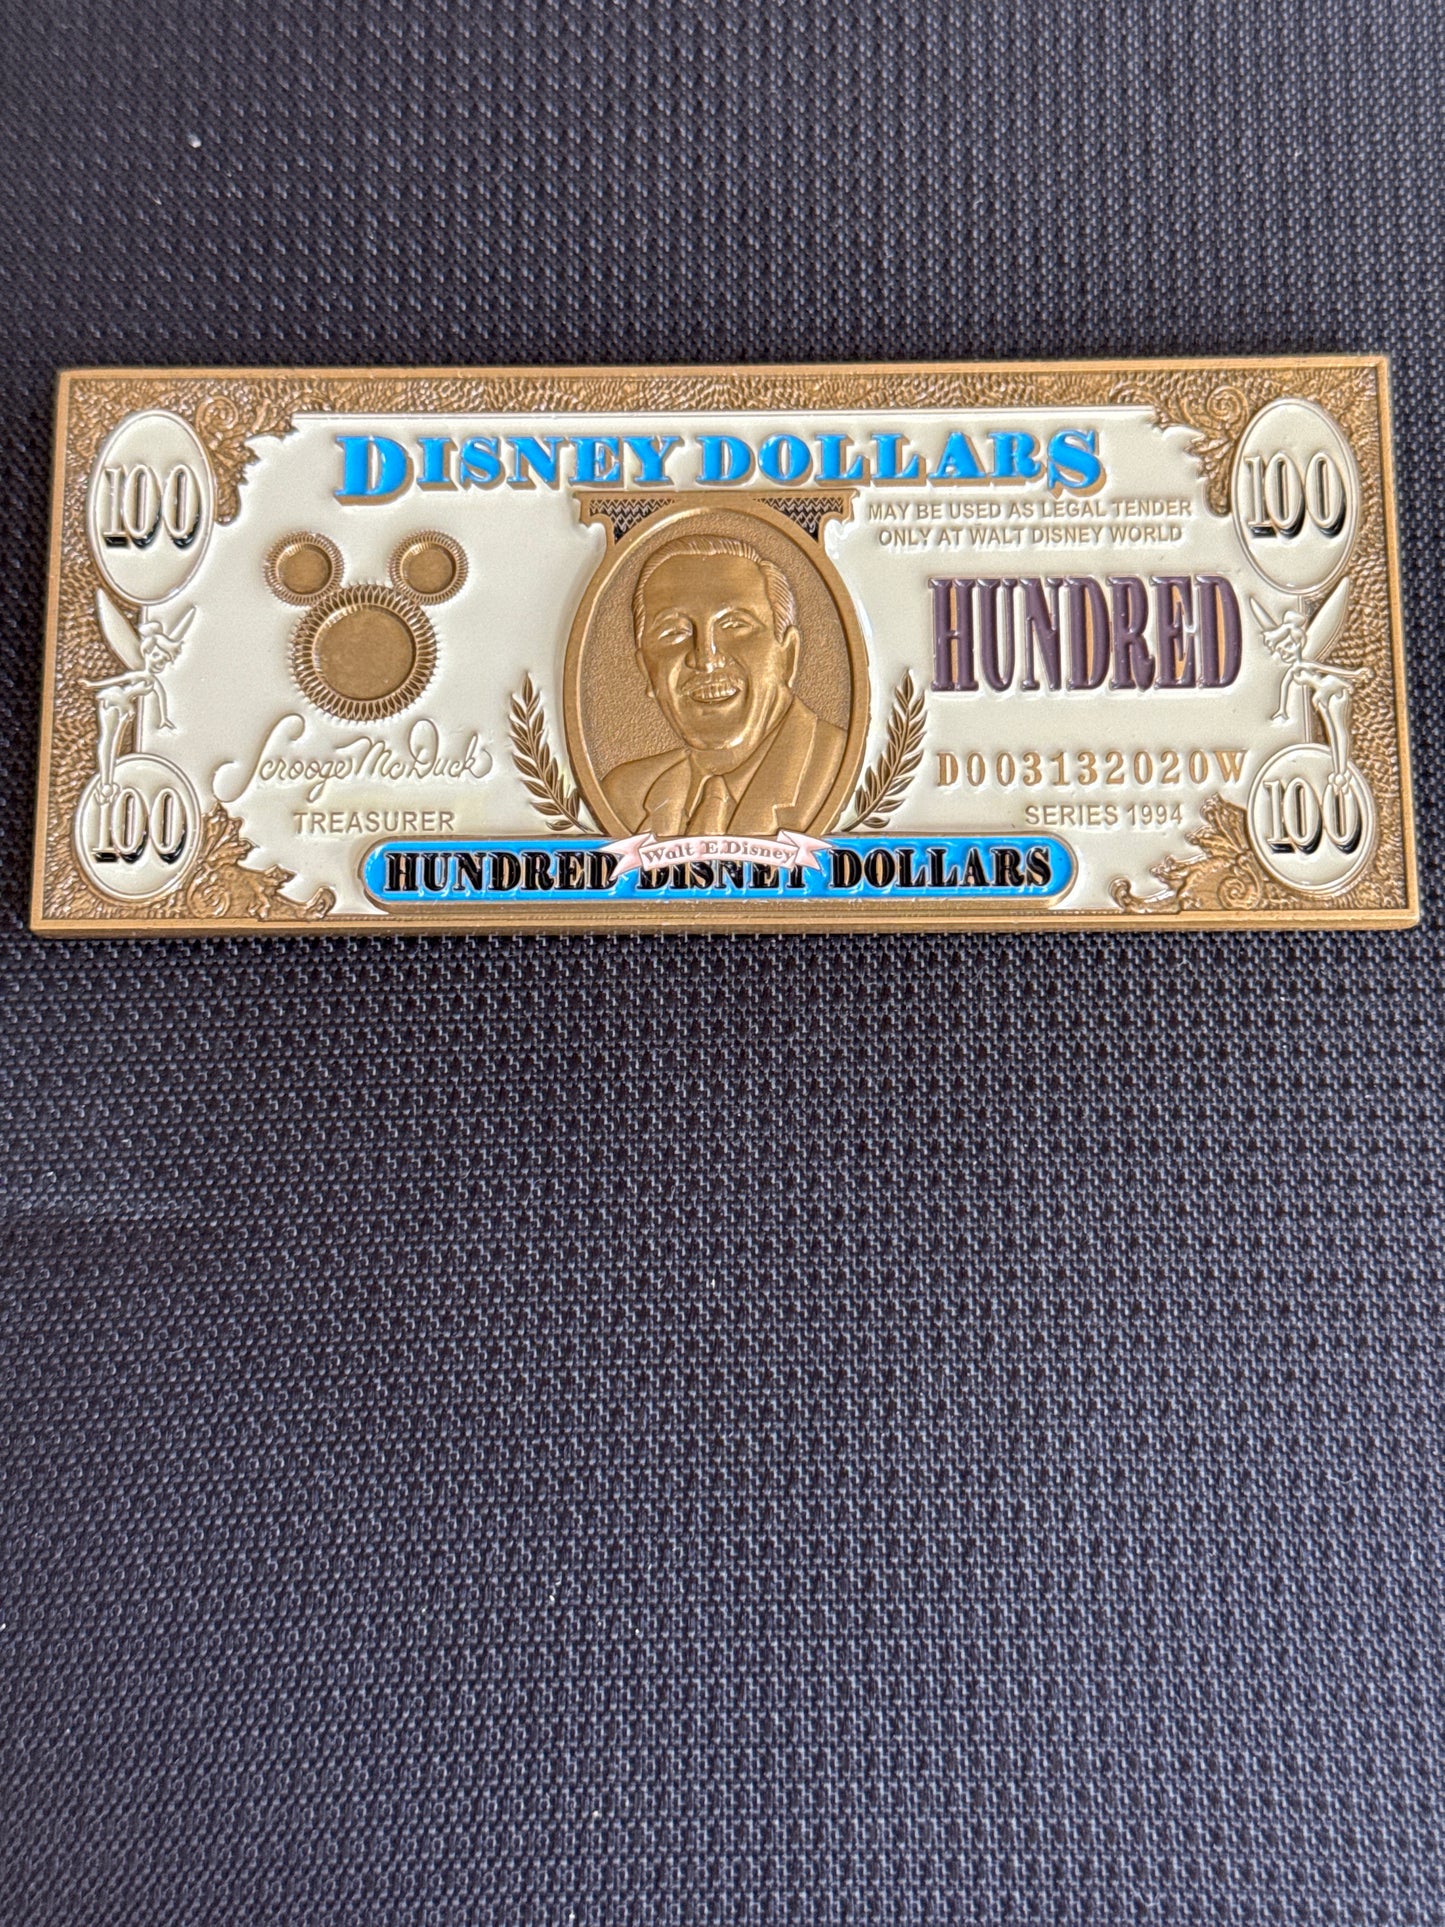 100
DISNEY DOLLARS
100
MAY BE USED AS LEGAL TENDER
ONLY AT WALT DISNEY WORLD
HUNDRED
Scrooge McDuck
TREASURER
D003132020W
SERIES 1994
100
100
Walt E. Disney
HUNDRED DISNEY DOLLARS